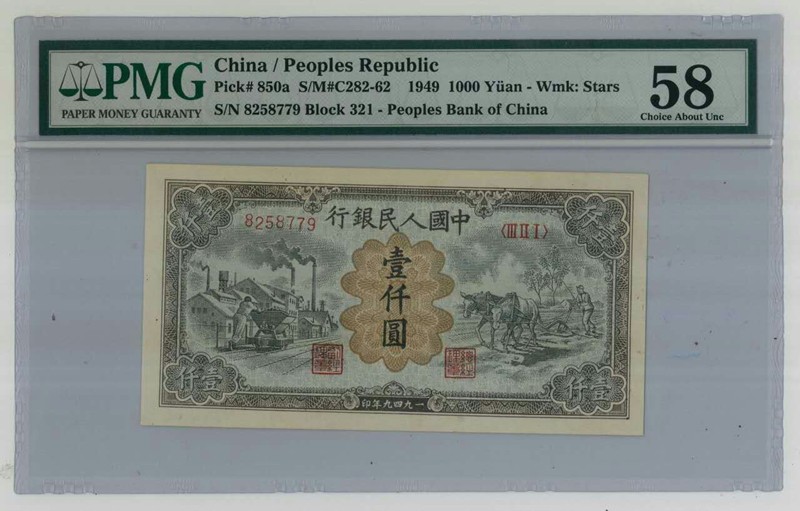 China / Peoples Republic
PMG
PAPER MONEY GUARANTY
Pick# 850a S/M#C282-62 1949 1000 Yüan - Wmk: Stars
S/N 8258779 Block 321 - Peoples Bank of China
58
Choice About Unc
行銀民人國中
8258779
〈III II I〉
壹仟圓
仟壹
仟壹
印年九四九一